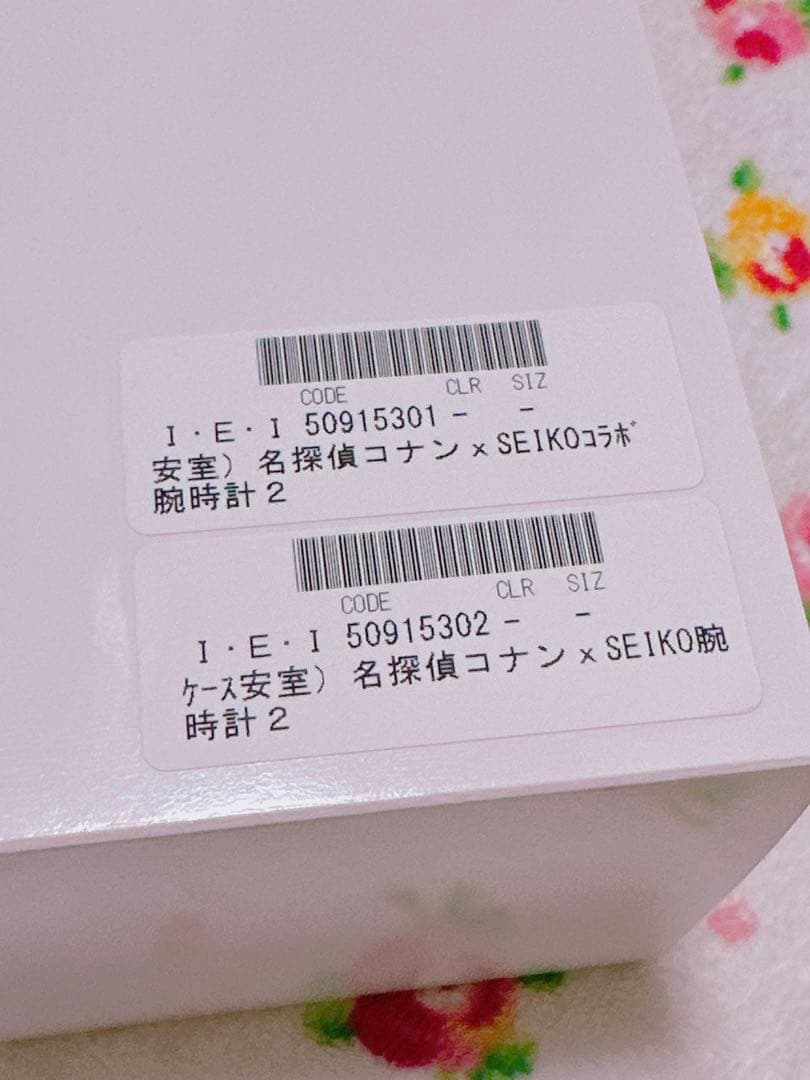 CODE CLR SIZ
I・E・I 50915301 - -
安室）名探偵コナン×SEIKOコラボ
腕時計２
CODE CLR SIZ
I・E・I 50915302 - -
ケース安室）名探偵コナン×SEIKO腕
時計２